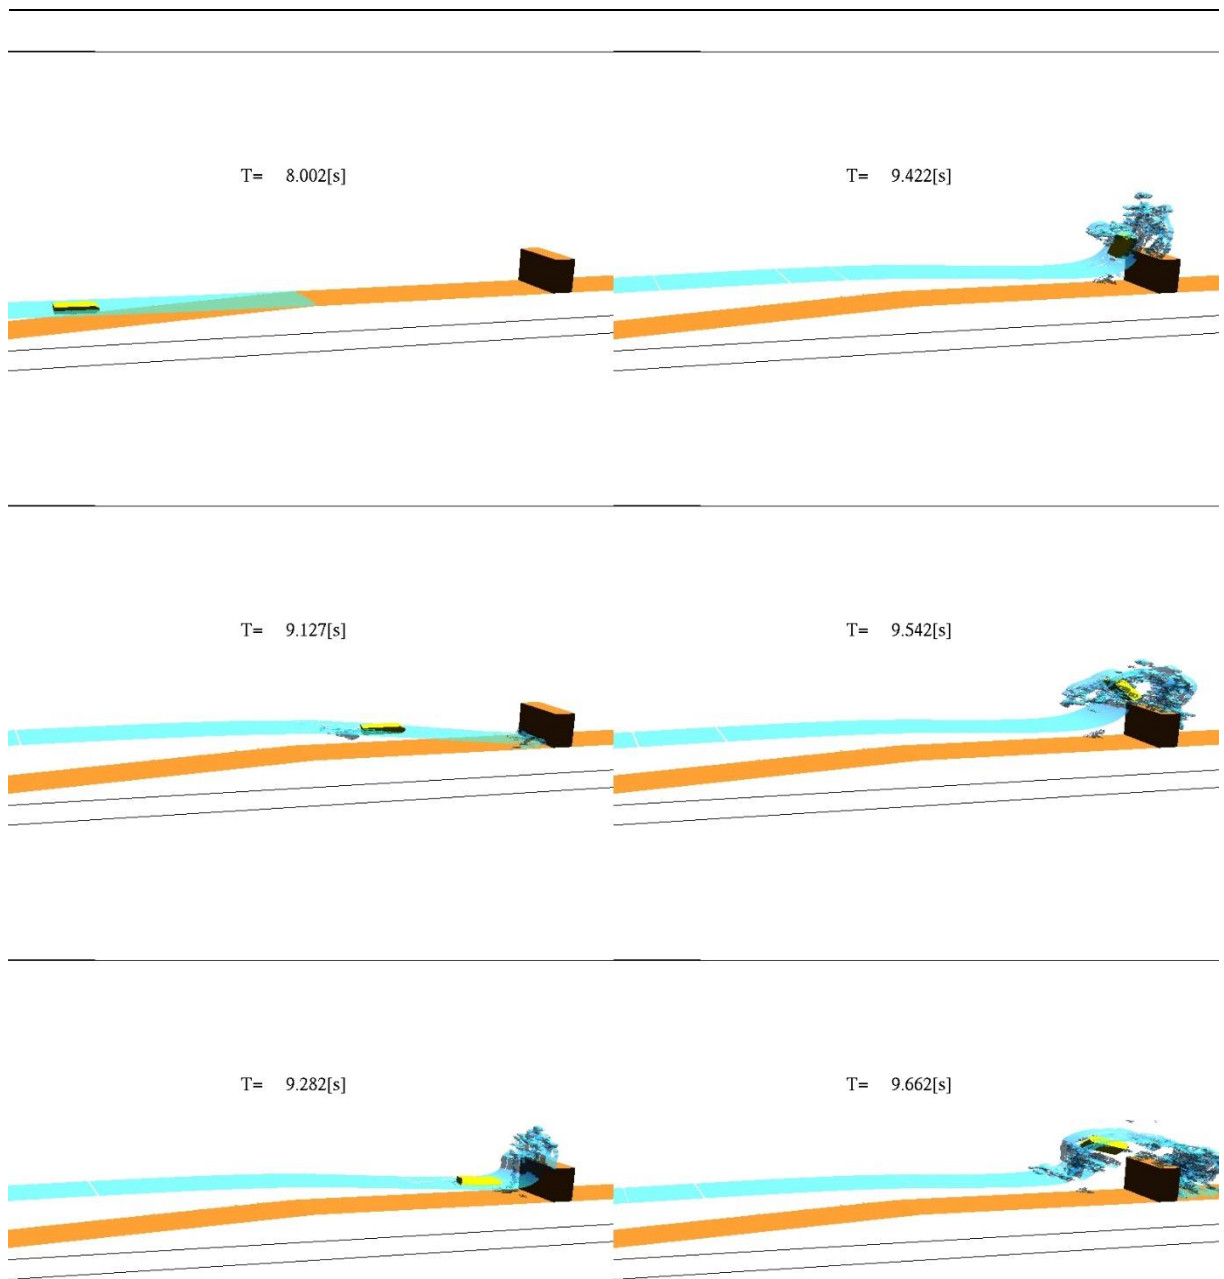 T= 8.002[s]
T= 9.422[s]
T= 9.127[s]
T= 9.542[s]
T= 9.282[s]
T= 9.662[s]